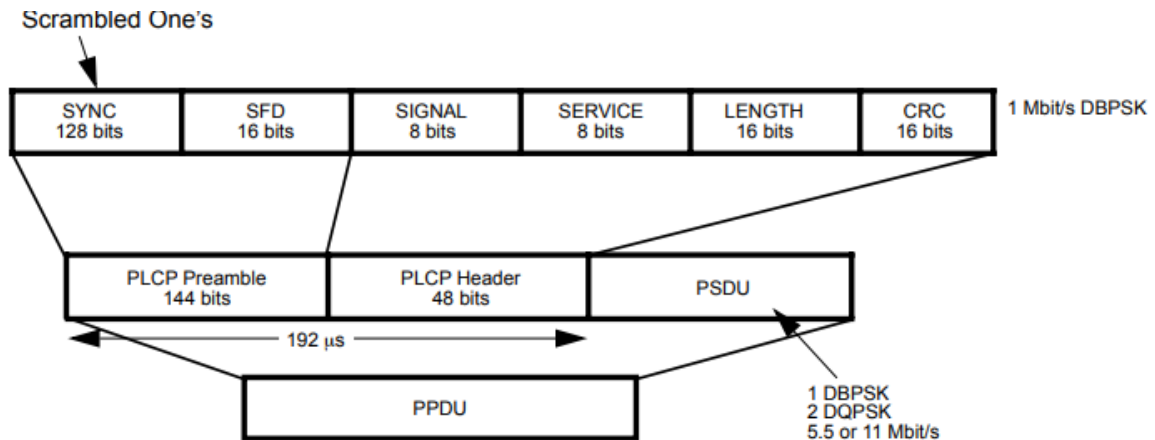 Scrambled One's
SYNC
128 bits
SFD
16 bits
SIGNAL
8 bits
SERVICE
8 bits
LENGTH
16 bits
CRC
16 bits
1 Mbit/s DBPSK
PLCP Preamble
144 bits
PLCP Header
48 bits
PSDU
192 μs
1 DBPSK
2 DQPSK
5.5 or 11 Mbit/s
PPDU